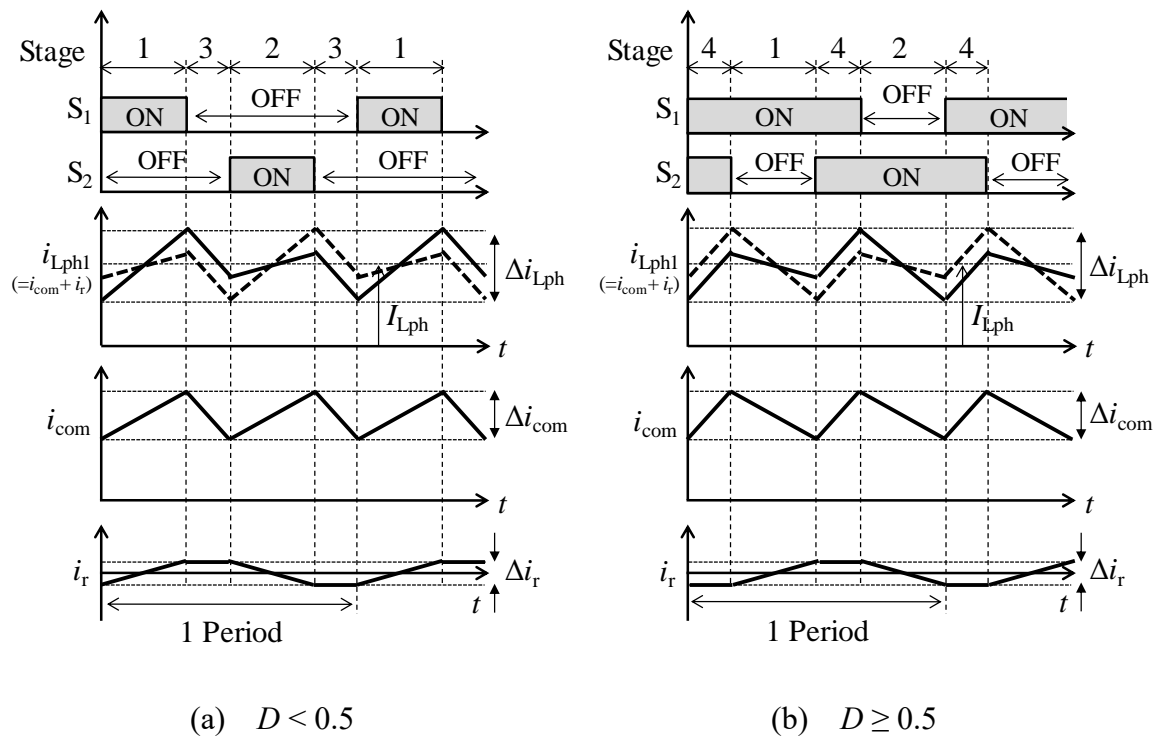 Stage
1 3 2 3 1
S1
ON
OFF
ON
S2
OFF
ON
OFF
iLph1
(=icom+ ir)
ΔiLph
ILph
t
icom
Δicom
t
ir
Δir
t
1 Period
(a) D < 0.5
Stage
4 1 4 2 4
S1
ON
OFF
ON
S2
OFF
ON
OFF
iLph1
(=icom+ ir)
ΔiLph
ILph
t
icom
Δicom
t
ir
Δir
t
1 Period
(b) D ≥ 0.5